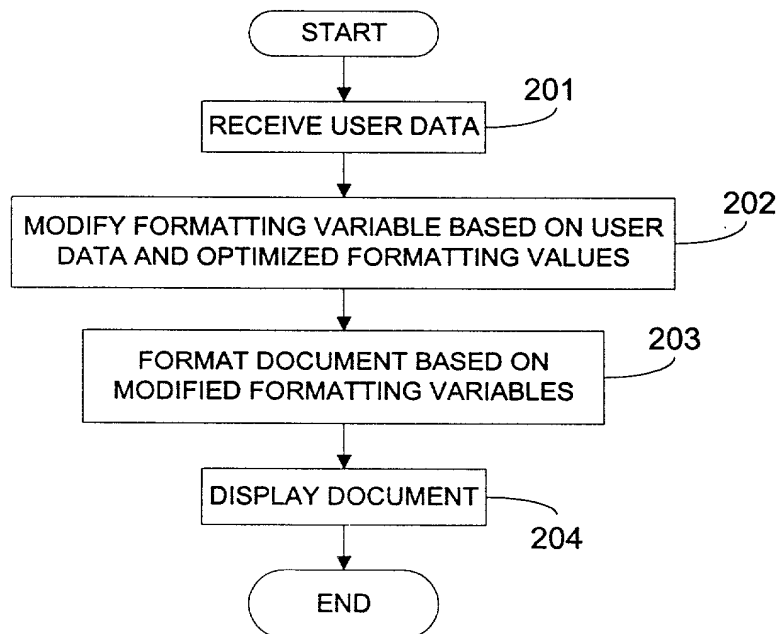 START
201
RECEIVE USER DATA
202
MODIFY FORMATTING VARIABLE BASED ON USER
DATA AND OPTIMIZED FORMATTING VALUES
203
FORMAT DOCUMENT BASED ON
MODIFIED FORMATTING VARIABLES
DISPLAY DOCUMENT
204
END